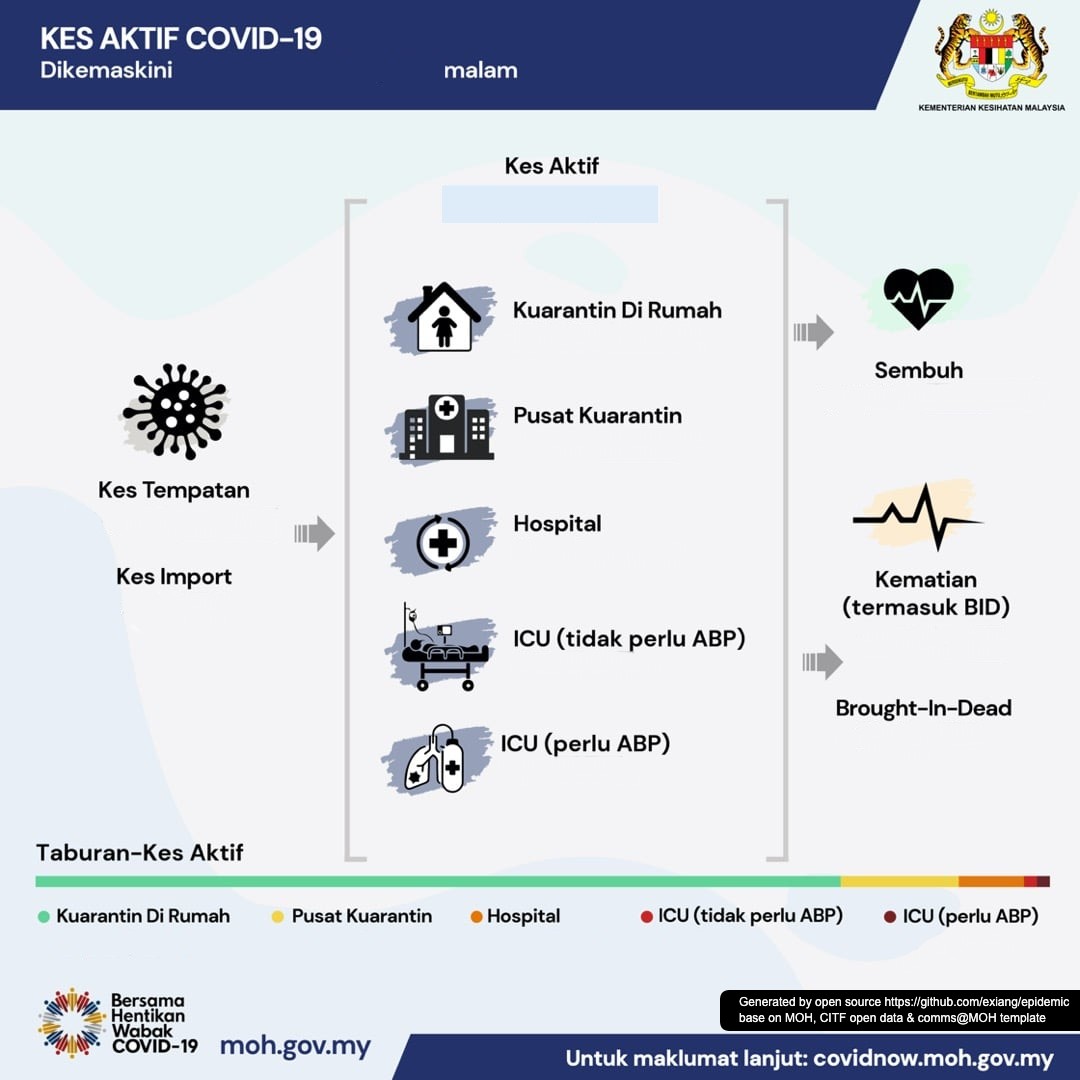 KES AKTIF COVID-19
Dikemaskini malam
KEMENTERIAN KESIHATAN MALAYSIA
Kes Aktif
Kuarantin Di Rumah
Pusat Kuarantin
Hospital
ICU (tidak perlu ABP)
ICU (perlu ABP)
Kes Tempatan
Kes Import
Sembuh
Kematian
(termasuk BID)
Brought-In-Dead
Taburan-Kes Aktif
Kuarantin Di Rumah
Pusat Kuarantin
Hospital
ICU (tidak perlu ABP)
ICU (perlu ABP)
Bersama
Hentikan
Wabak
COVID-19
moh.gov.my
Generated by open source https://github.com/exiang/epidemic
base on MOH, CITF open data & comms@MOH template
Untuk maklumat lanjut: covidnow.moh.gov.my